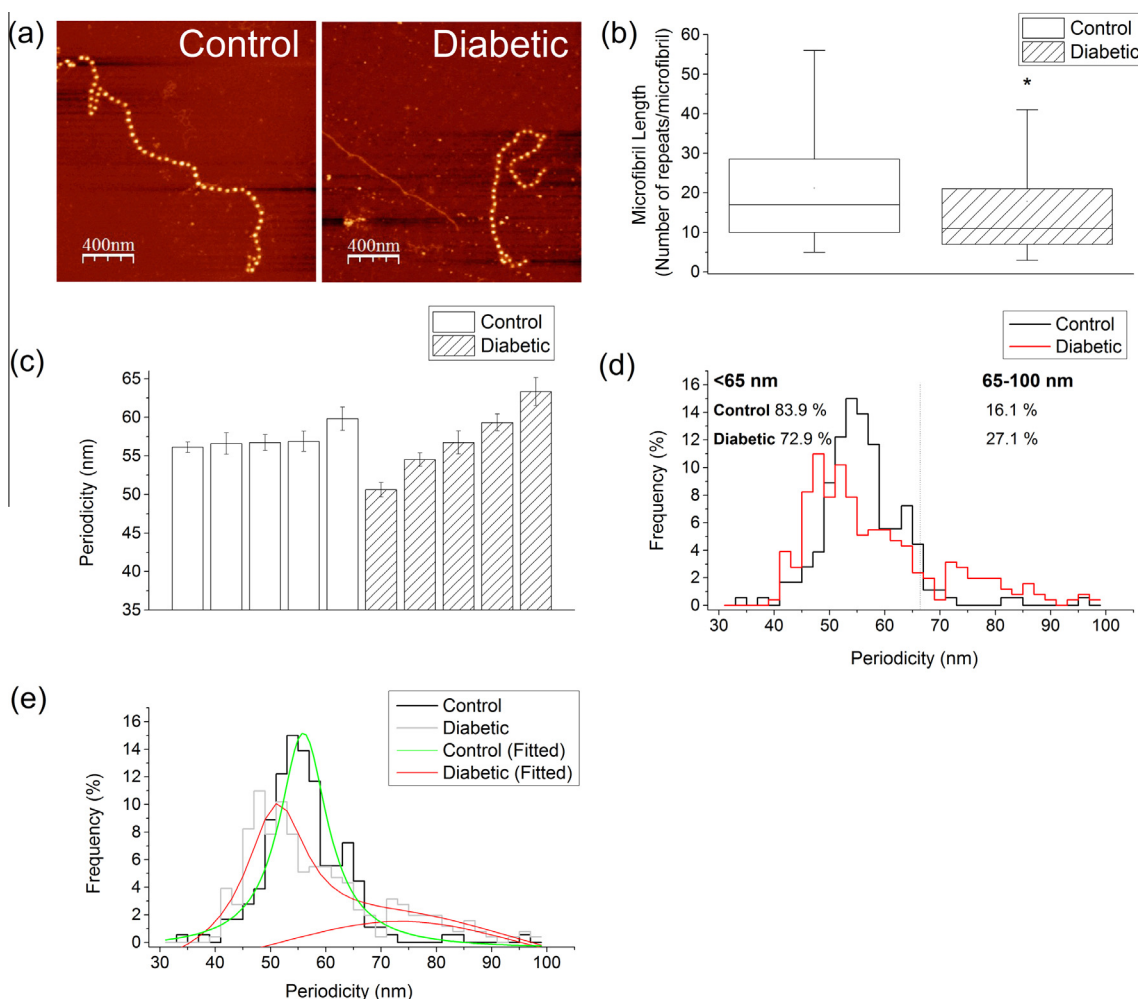 (a)
Control
Diabetic
400nm
400nm
(b)
Control
Diabetic
Microfibril Length
(Number of repeats/microfibril)
60
50
40
30
20
10
0
*
(c)
Control
Diabetic
Periodicity (nm)
65
60
55
50
45
40
35
(d)
Control
Diabetic
<65 nm
65-100 nm
Control 83.9 %
16.1 %
Diabetic 72.9 %
27.1 %
Frequency (%)
16
14
12
10
8
6
4
2
0
30 40 50 60 70 80 90 100
Periodicity (nm)
(e)
Control
Diabetic
Control (Fitted)
Diabetic (Fitted)
Frequency (%)
16
14
12
10
8
6
4
2
0
30 40 50 60 70 80 90 100
Periodicity (nm)